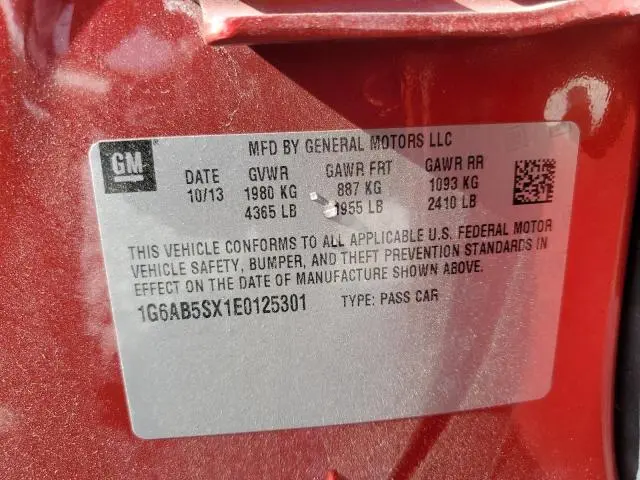 GM
MFD BY GENERAL MOTORS LLC
DATE GVWR GAWR FRT GAWR RR
10/13 1980 KG 887 KG 1093 KG
4365 LB 1955 LB 2410 LB
THIS VEHICLE CONFORMS TO ALL APPLICABLE U.S. FEDERAL MOTOR
VEHICLE SAFETY, BUMPER, AND THEFT PREVENTION STANDARDS IN
EFFECT ON THE DATE OF MANUFACTURE SHOWN ABOVE.
1G6AB5SX1E0125301 TYPE: PASS CAR